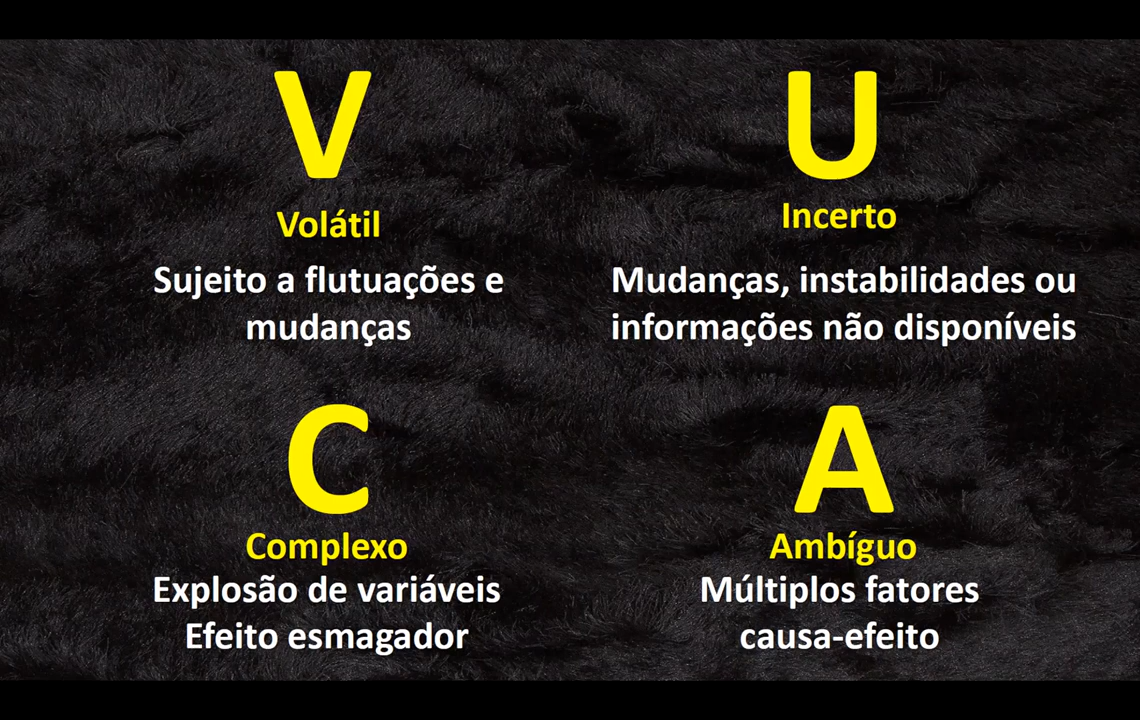 V
Volátil
Sujeito a flutuações e
mudanças
U
Incerto
Mudanças, instabilidades ou
informações não disponíveis
C
Complexo
Explosão de variáveis
Efeito esmagador
A
Ambíguo
Múltiplos fatores
causa-efeito